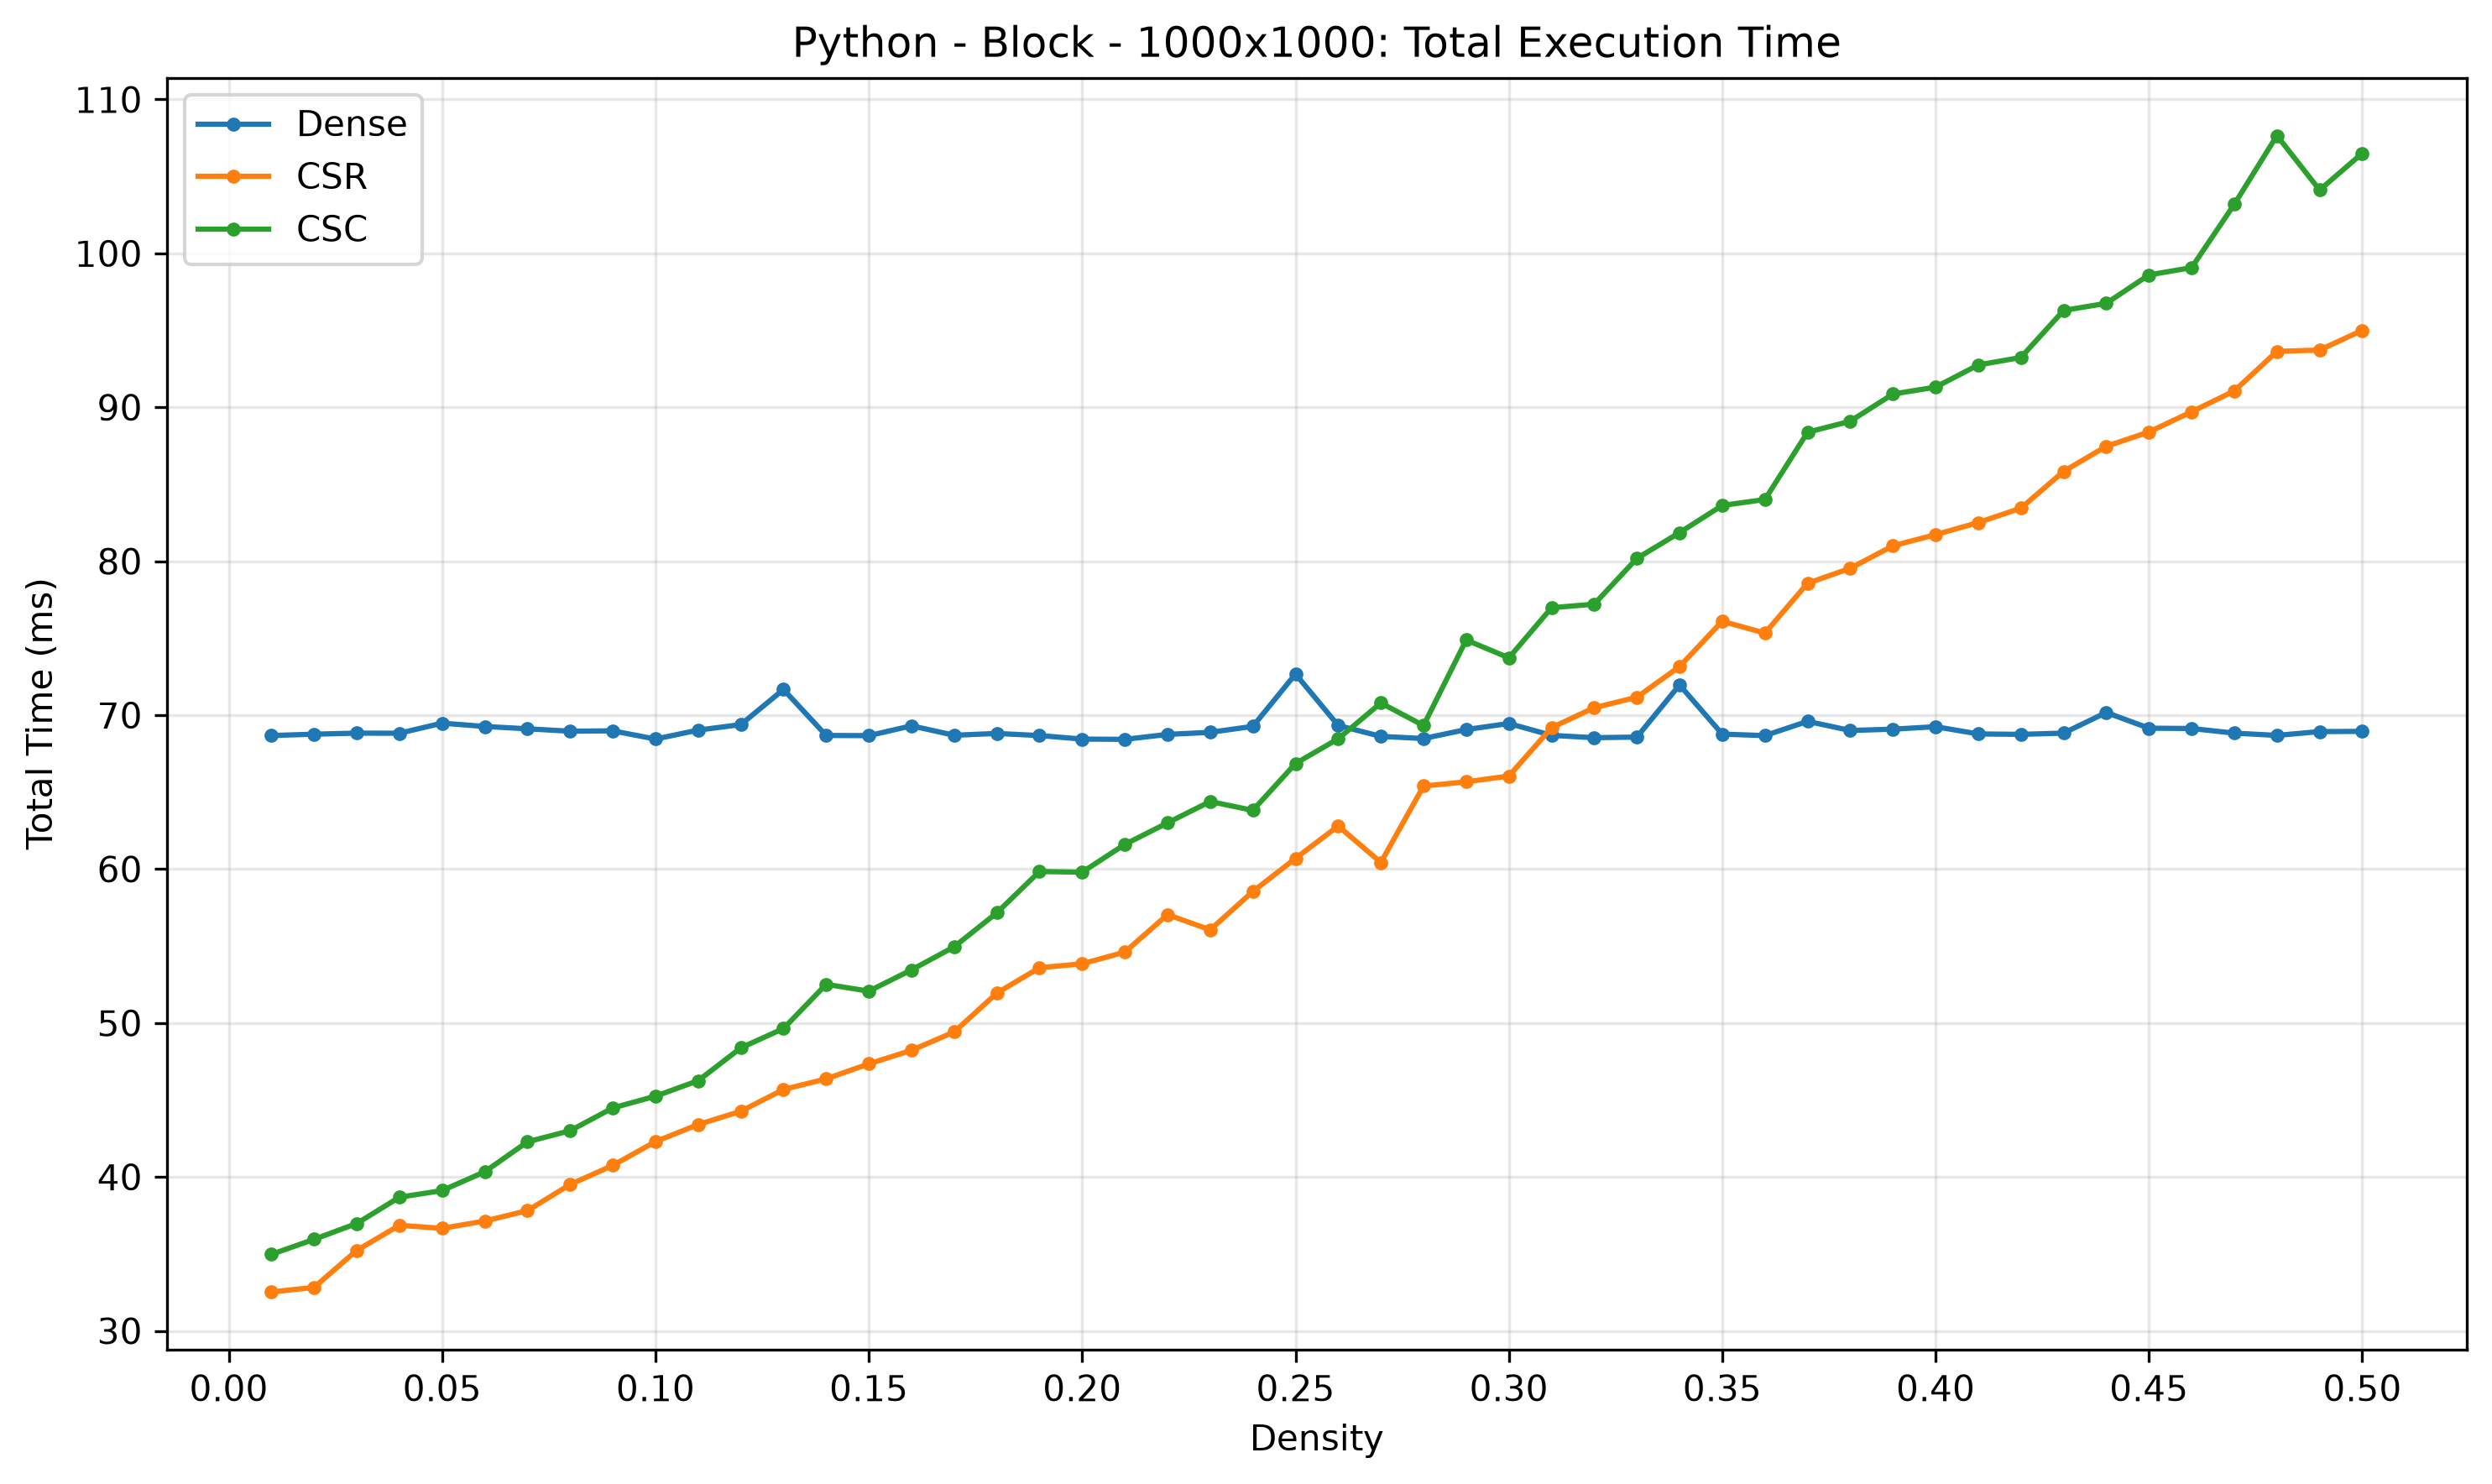 Python - Block - 1000x1000: Total Execution Time
Dense
CSR
CSC
Total Time (ms)
110
100
90
80
70
60
50
40
30
0.00 0.05 0.10 0.15 0.20 0.25 0.30 0.35 0.40 0.45 0.50
Density